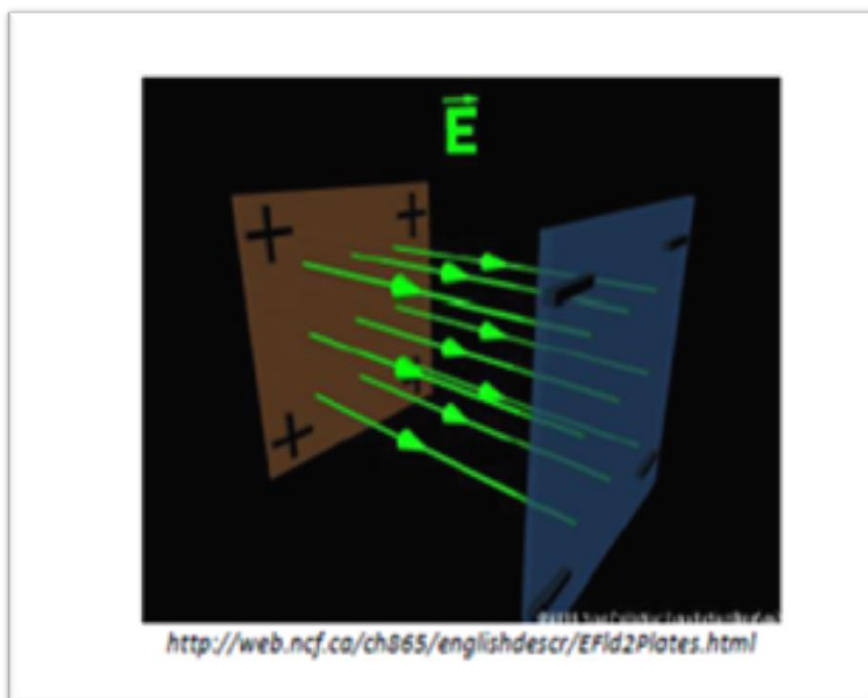 E
+ +
+ +
- -
- -
http://web.ncf.ca/ch865/englishdescr/EFld2Plates.html